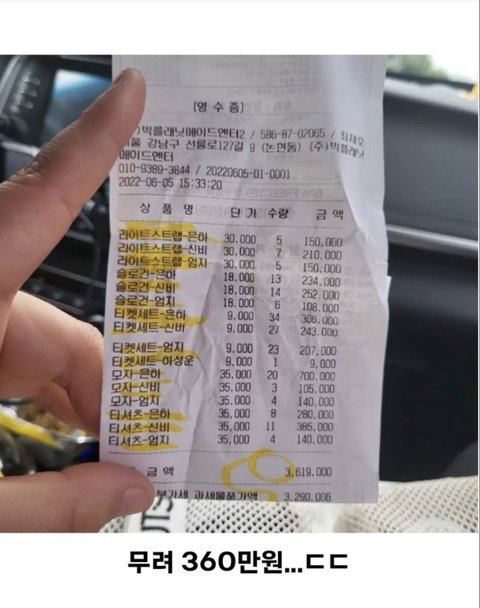 [영 수 증]
)빅플래닛메이드엔터2 / 586-87-02065 / 최재호
울 강남구 선릉로127길 9 (논현동) (주)빅플래닛
메이드엔터
010-9389-3844 / 20220605-01-0001
2022-06-05 15:33:20
상 품 명 단 가 수량 금 액
라이트스트랩-은하 30,000 5 150,000
라이트스트랩-신비 30,000 7 210,000
라이트스트랩-엄지 30,000 5 150,000
슬로건-은하 18,000 13 234,000
슬로건-신비 18,000 14 252,000
슬로건-엄지 18,000 6 108,000
티켓세트-은하 9,000 34 306,000
티켓세트-신비 9,000 27 243,000
티켓세트-엄지 9,000 23 207,000
티켓세트-하성운 9,000 1 9,000
모자-은하 35,000 20 700,000
모자-신비 35,000 3 105,000
모자-엄지 35,000 4 140,000
티셔츠-은하 35,000 8 280,000
티셔츠-신비 35,000 11 385,000
티셔츠-엄지 35,000 4 140,000
금 액 3,619,000
부가세 과세물품가액 3,290,006
무려 360만원...ㄷㄷ